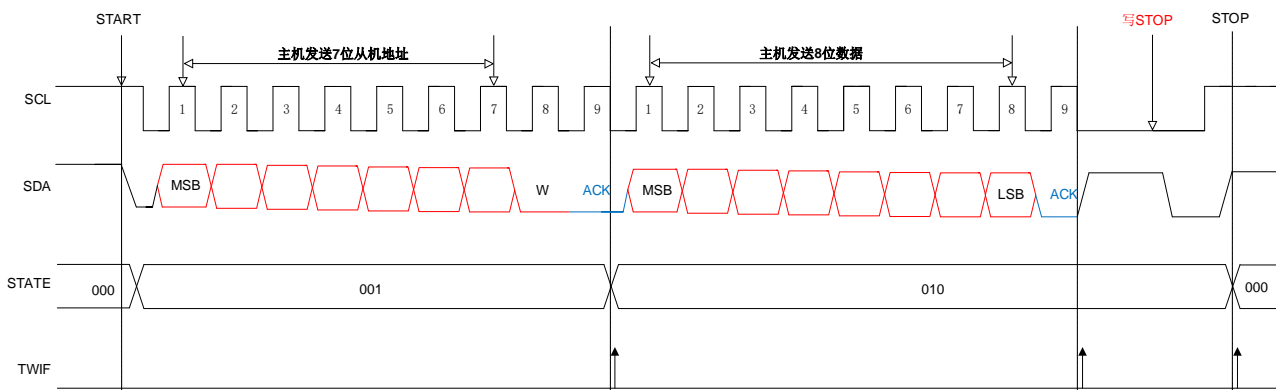 START
写STOP
STOP
主机发送7位从机地址
主机发送8位数据
SCL
1 2 3 4 5 6 7 8 9 1 2 3 4 5 6 7 8 9
SDA
MSB W ACK MSB LSB ACK
STATE
000 001 010 000
TWIF